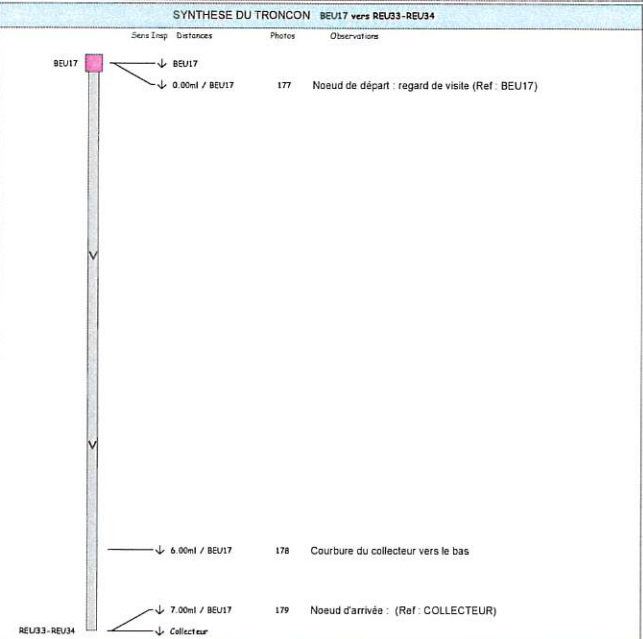 SYNTHESE DU TRONCON BEU17 vers REU33-REU34
Sens Insp Distances Photos Observations
BEU17 BEU17
0.00ml / BEU17 177 Noeud de départ : regard de visite (Ref : BEU17)
6.00ml / BEU17 178 Courbure du collecteur vers le bas
7.00ml / BEU17 179 Noeud d'arrivée : (Ref : COLLECTEUR)
REU33-REU34 Collecteur